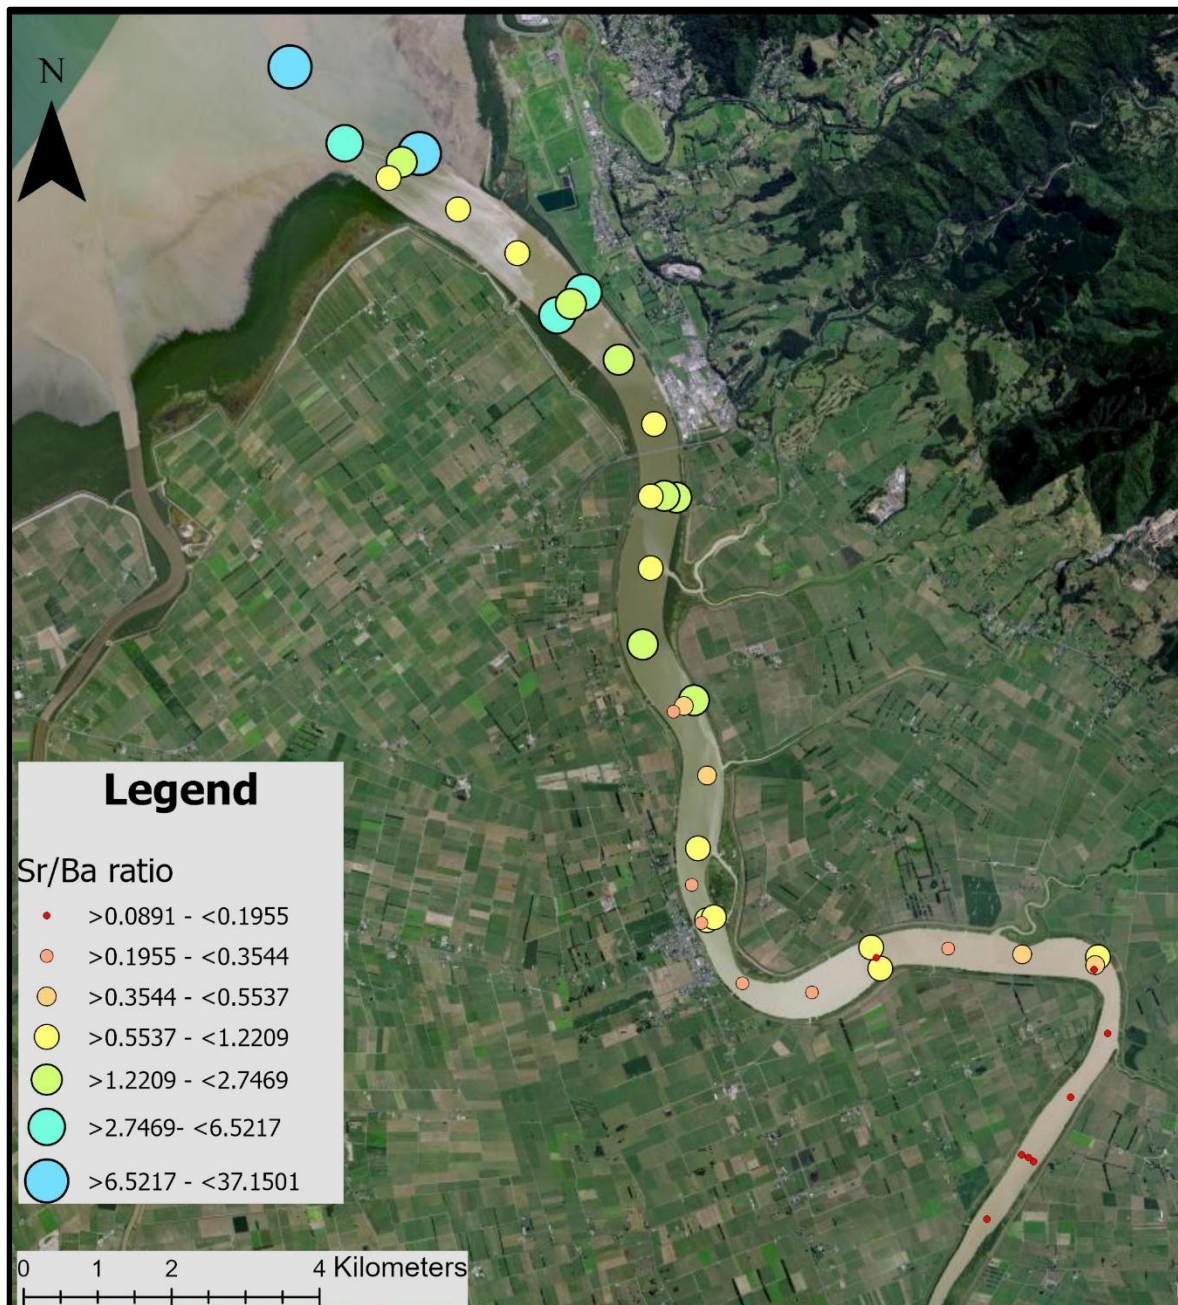 N
Legend
Sr/Ba ratio
>0.0891 - <0.1955
>0.1955 - <0.3544
>0.3544 - <0.5537
>0.5537 - <1.2209
>1.2209 - <2.7469
>2.7469- <6.5217
>6.5217 - <37.1501
0 1 2 4 Kilometers